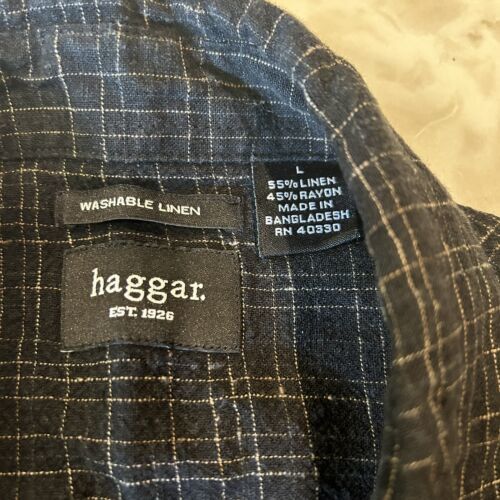 WASHABLE LINEN
L
55% LINEN
45% RAYON
MADE IN
BANGLADESH
RN 40330
haggar.
EST. 1926